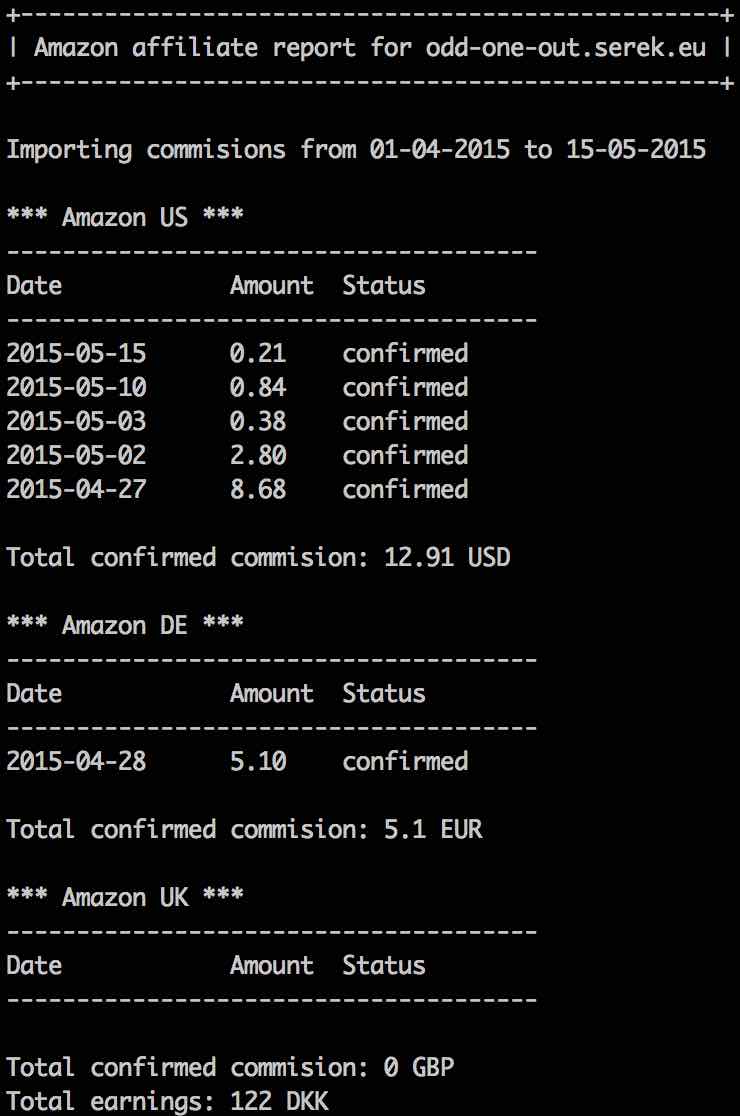 +--------------------------------------------------+
| Amazon affiliate report for odd-one-out.serek.eu |
+--------------------------------------------------+
Importing commisions from 01-04-2015 to 15-05-2015
*** Amazon US ***
--------------------------------------
Date            Amount  Status
--------------------------------------
2015-05-15      0.21    confirmed
2015-05-10      0.84    confirmed
2015-05-03      0.38    confirmed
2015-05-02      2.80    confirmed
2015-04-27      8.68    confirmed
Total confirmed commision: 12.91 USD
*** Amazon DE ***
--------------------------------------
Date            Amount  Status
--------------------------------------
2015-04-28      5.10    confirmed
Total confirmed commision: 5.1 EUR
*** Amazon UK ***
--------------------------------------
Date            Amount  Status
--------------------------------------
Total confirmed commision: 0 GBP
Total earnings: 122 DKK